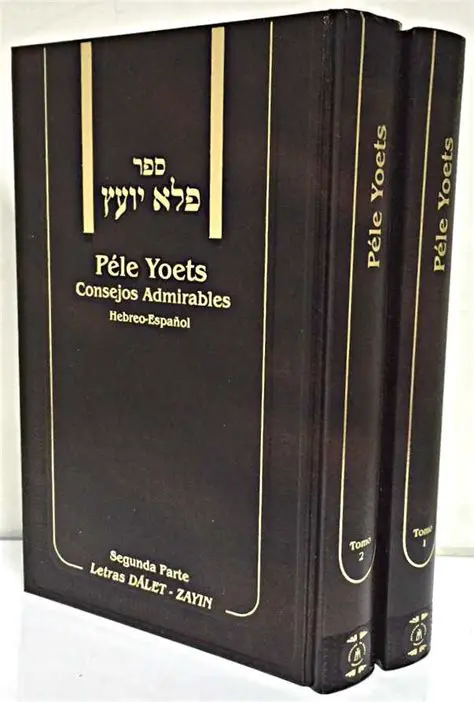 ספר
פלא יועץ
Péle Yoets
Consejos Admirables
Hebreo-Español
Segunda Parte
Letras DÁLET - ZAYIN
Péle Yoets
Tomo
2
Péle Yoets
Tomo
1